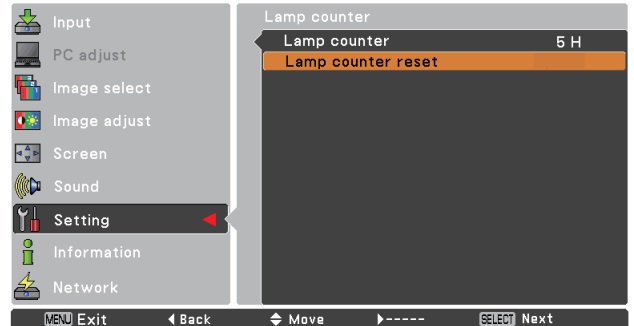 Input
PC adjust
Image select
Image adjust
Screen
Sound
Setting
Information
Network
Lamp counter
Lamp counter 5 H
Lamp counter reset
MENU Exit Back Move ----- SELECT Next